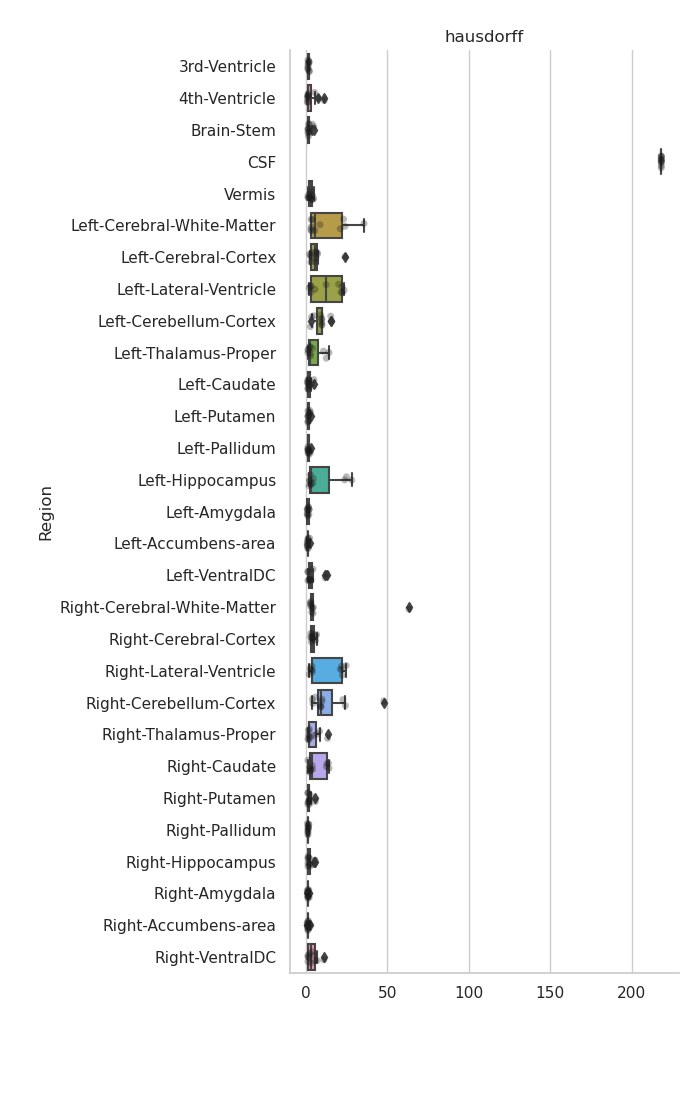 hausdorff
3rd-Ventricle
4th-Ventricle
Brain-Stem
CSF
Vermis
Left-Cerebral-White-Matter
Left-Cerebral-Cortex
Left-Lateral-Ventricle
Left-Cerebellum-Cortex
Left-Thalamus-Proper
Left-Caudate
Left-Putamen
Left-Pallidum
Left-Hippocampus
Region
Left-Amygdala
Left-Accumbens-area
Left-VentralDC
Right-Cerebral-White-Matter
Right-Cerebral-Cortex
Right-Lateral-Ventricle
Right-Cerebellum-Cortex
Right-Thalamus-Proper
Right-Caudate
Right-Putamen
Right-Pallidum
Right-Hippocampus
Right-Amygdala
Right-Accumbens-area
Right-VentralDC
0 50 100 150 200